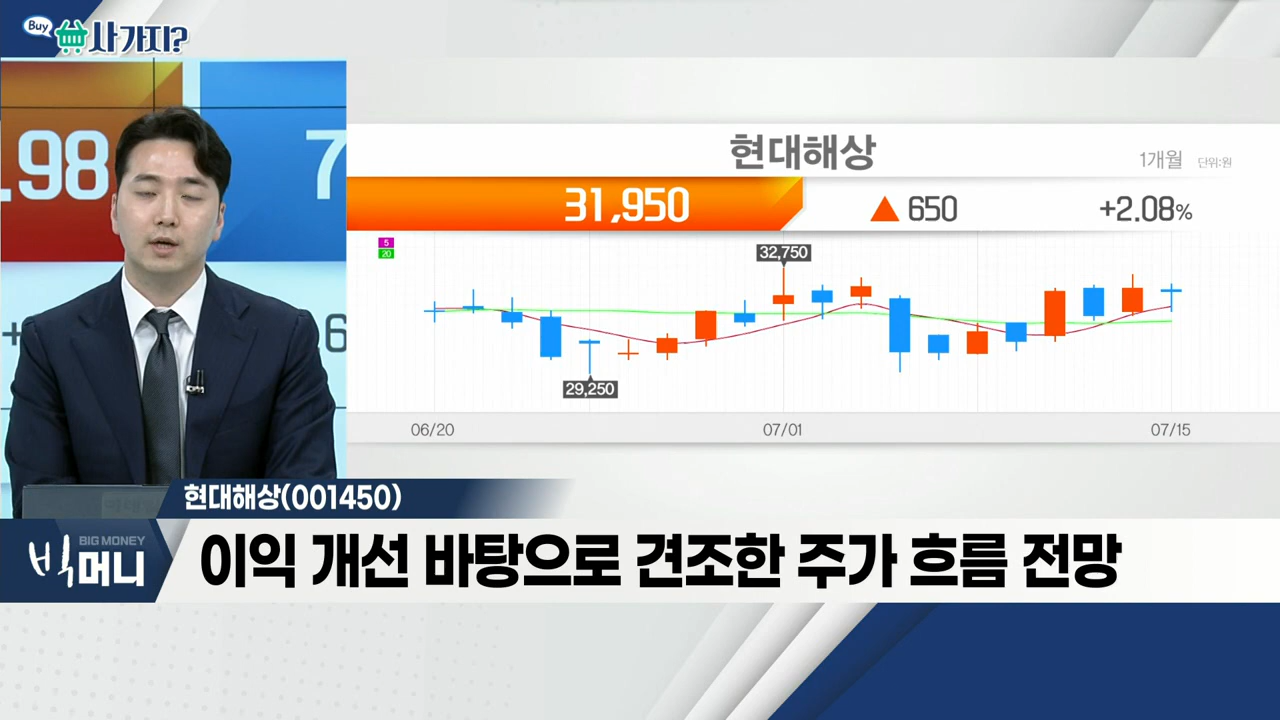 Buy
사가지?
.98
7
+
6
현대해상
1개월 단위:원
31,950 ▲ 650 +2.08%
5
20
32,750
29,250
06/20 07/01 07/15
현대해상(001450)
BIG MONEY
빅머니
이익 개선 바탕으로 견조한 주가 흐름 전망